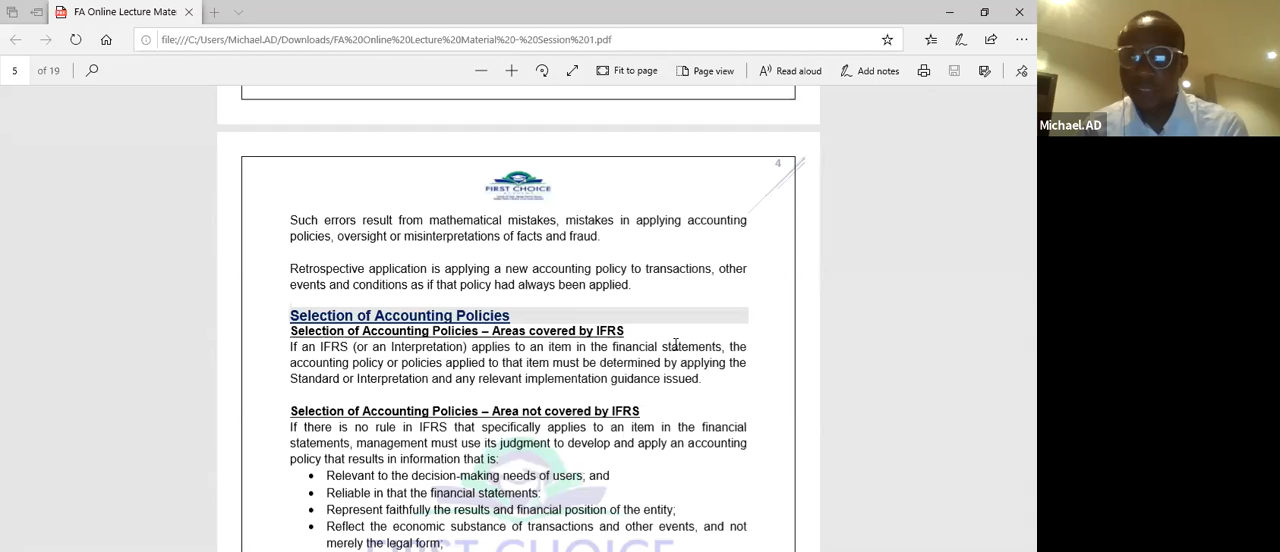 FA Online Lecture Mate
file:///C:/Users/Michael.AD/Downloads/FA%20Online%20Lecture%20Material%20-%20Session%201.pdf
5 of 19
Fit to page
Page view
Read aloud
Add notes
Michael.AD
4
FIRST CHOICE
Such errors result from mathematical mistakes, mistakes in applying accounting
policies, oversight or misinterpretations of facts and fraud.
Retrospective application is applying a new accounting policy to transactions, other
events and conditions as if that policy had always been applied.
Selection of Accounting Policies
Selection of Accounting Policies – Areas covered by IFRS
If an IFRS (or an Interpretation) applies to an item in the financial statements, the
accounting policy or policies applied to that item must be determined by applying the
Standard or Interpretation and any relevant implementation guidance issued.
Selection of Accounting Policies – Area not covered by IFRS
If there is no rule in IFRS that specifically applies to an item in the financial
statements, management must use its judgment to develop and apply an accounting
policy that results in information that is:
• Relevant to the decision-making needs of users; and
• Reliable in that the financial statements:
• Represent faithfully the results and financial position of the entity;
• Reflect the economic substance of transactions and other events, and not
merely the legal form;
FIRST CHOICE